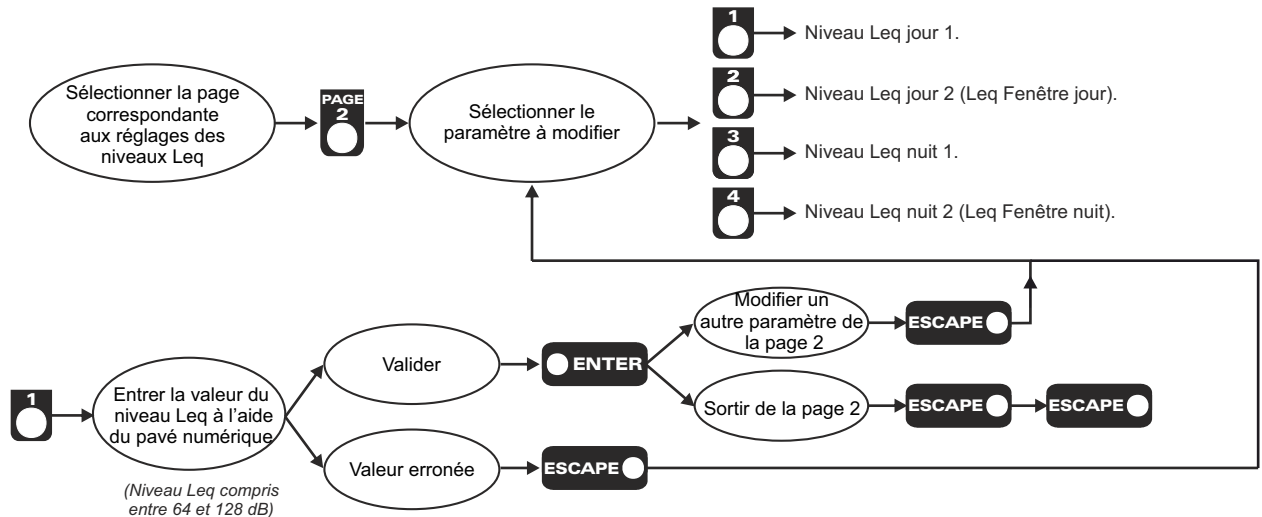 Sélectionner la page
correspondante
aux réglages des
niveaux Leq
PAGE
2
Sélectionner le
paramètre à modifier
1
Niveau Leq jour 1.
2
Niveau Leq jour 2 (Leq Fenêtre jour).
3
Niveau Leq nuit 1.
4
Niveau Leq nuit 2 (Leq Fenêtre nuit).
1
Entrer la valeur du
niveau Leq à l’aide
du pavé numérique
(Niveau Leq compris
entre 64 et 128 dB)
Valider
ENTER
Modifier un
autre paramètre de
la page 2
ESCAPE
Sortir de la page 2
ESCAPE
ESCAPE
Valeur erronée
ESCAPE